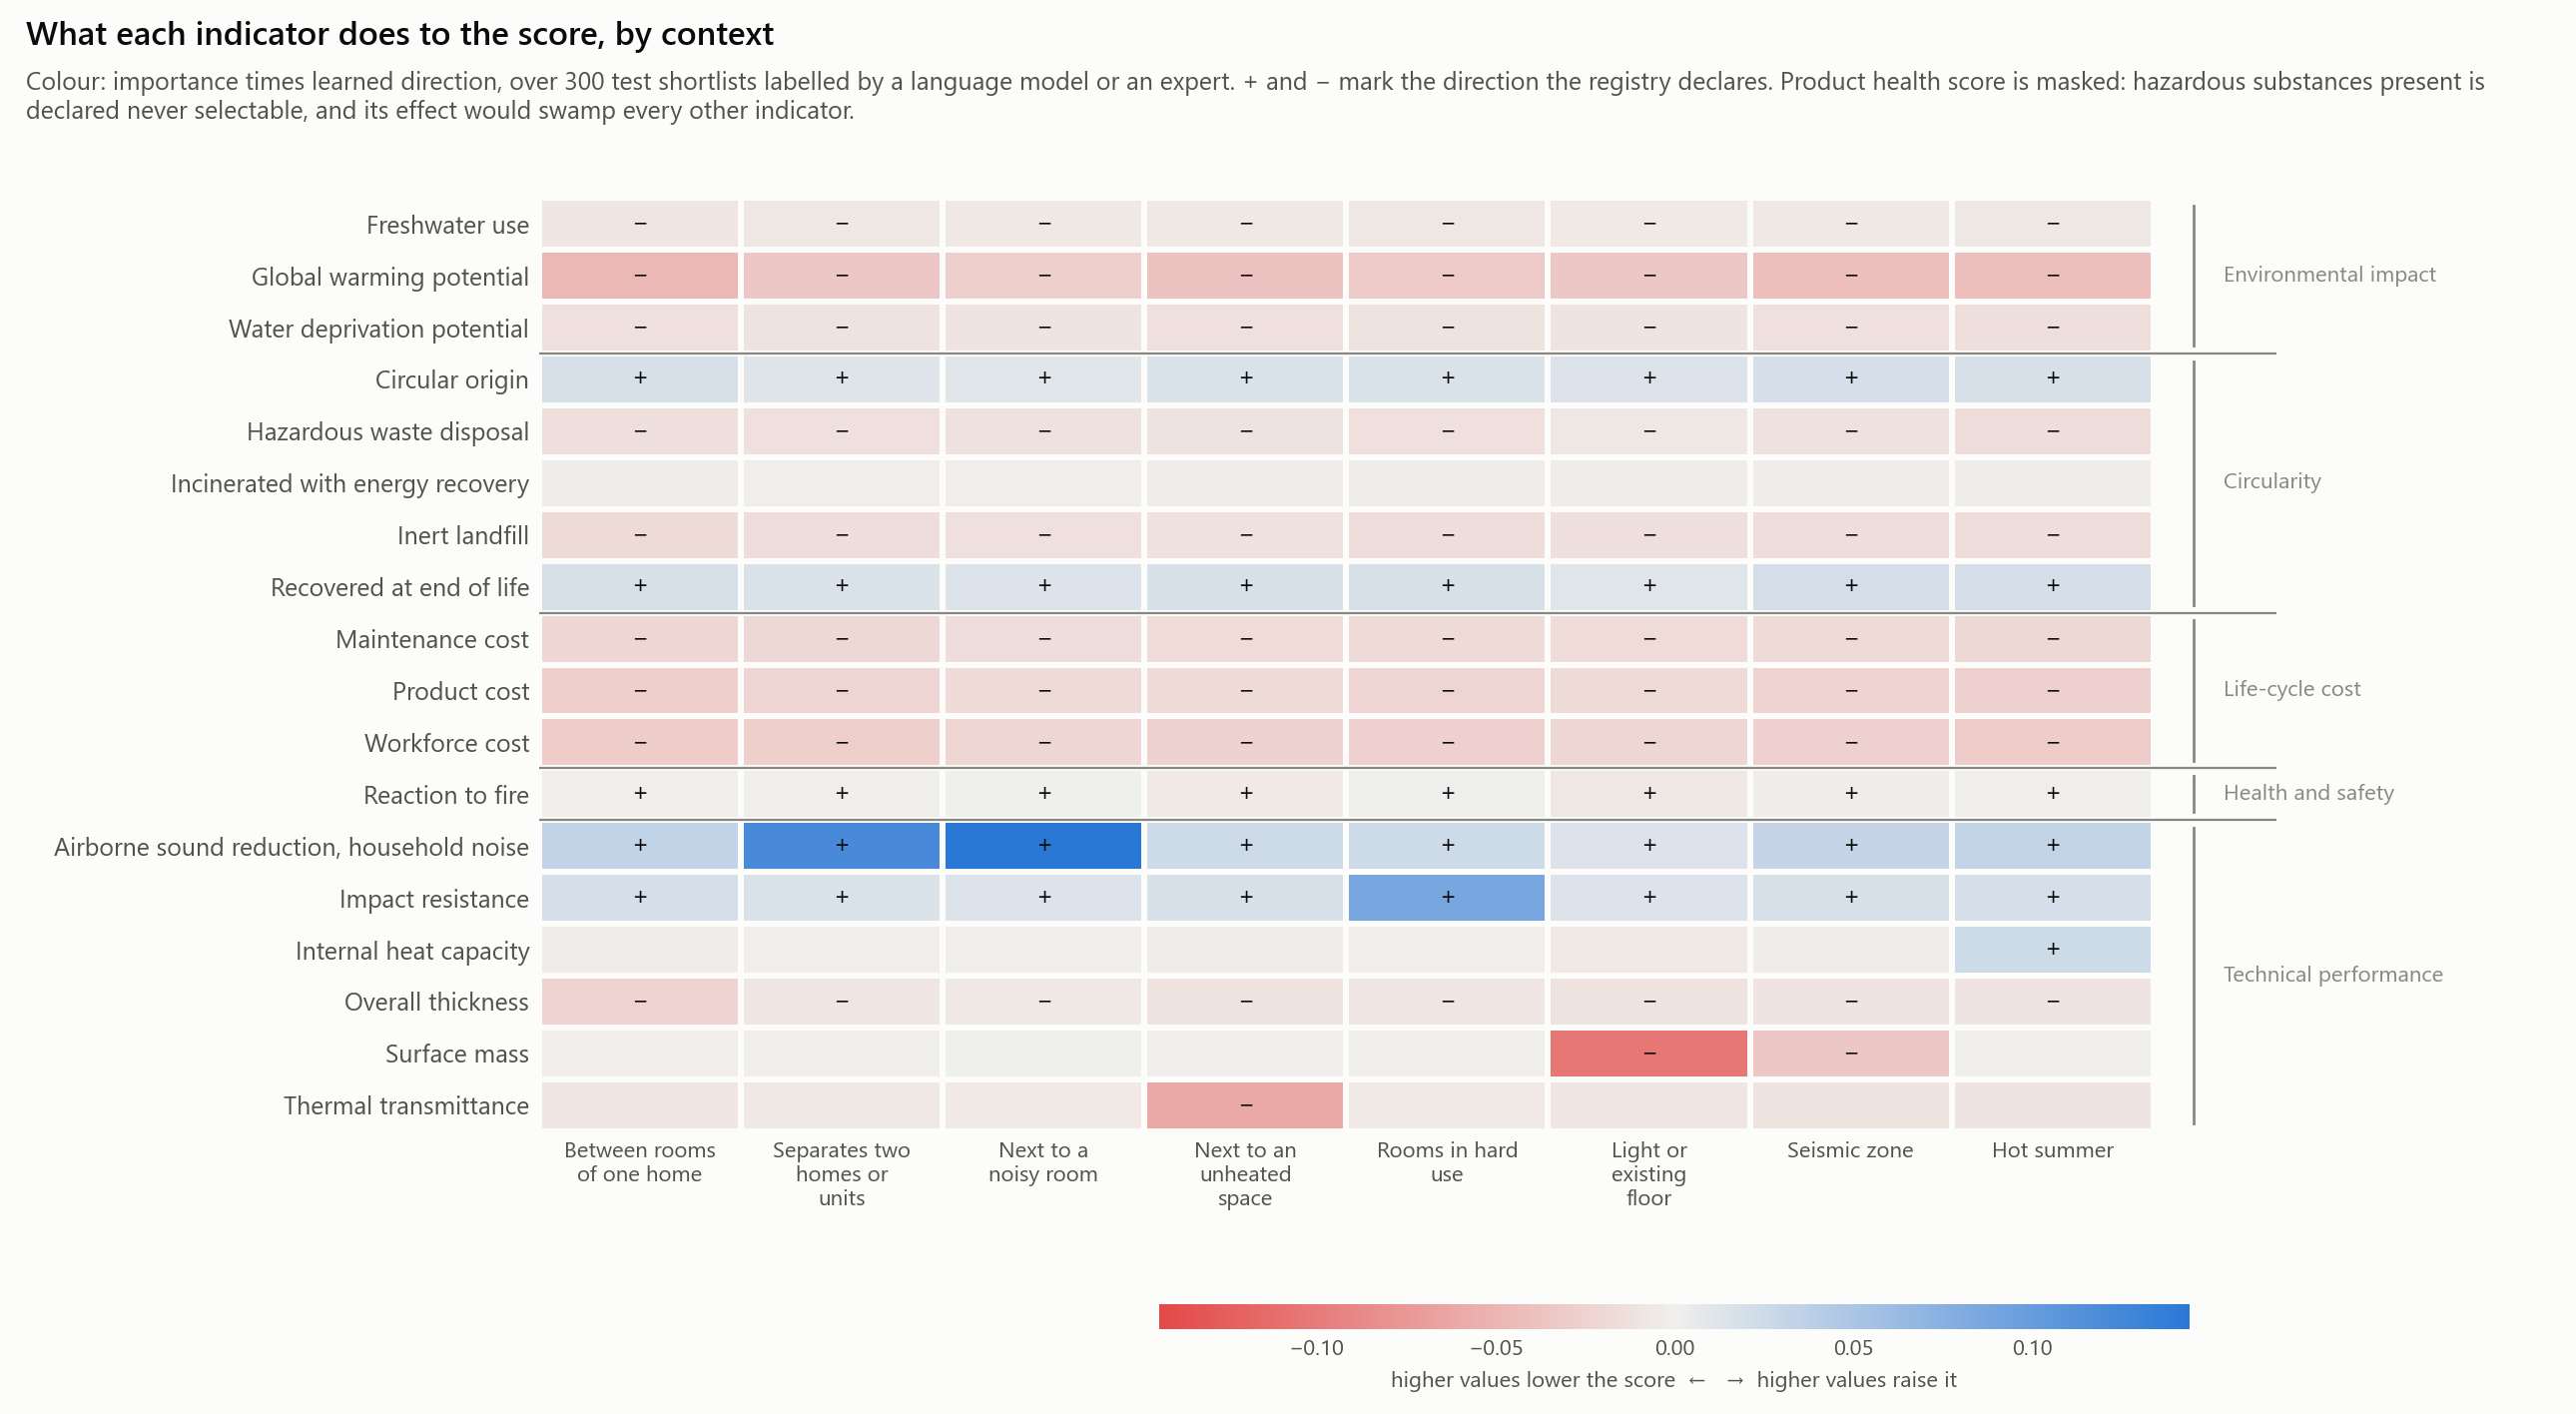 What each indicator does to the score, by context
Colour: importance times learned direction, over 300 test shortlists labelled by a language model or an expert. + and − mark the direction the registry declares. Product health score is masked: hazardous substances present is
declared never selectable, and its effect would swamp every other indicator.
Freshwater use − − − − − − − −
Global warming potential − − − − − − − −
Environmental impact
Water deprivation potential − − − − − − − −
Circular origin + + + + + + + +
Hazardous waste disposal − − − − − − − −
Incinerated with energy recovery
Circularity
Inert landfill − − − − − − − −
Recovered at end of life + + + + + + + +
Maintenance cost − − − − − − − −
Product cost − − − − − − − −
Life-cycle cost
Workforce cost − − − − − − − −
Reaction to fire + + + + + + + +
Health and safety
Airborne sound reduction, household noise + + + + + + + +
Impact resistance + + + + + + + +
Internal heat capacity +
Technical performance
Overall thickness − − − − − − − −
Surface mass − −
Thermal transmittance −
Between rooms
of one home
Separates two
homes or
units
Next to a
noisy room
Next to an
unheated
space
Rooms in hard
use
Light or
existing
floor
Seismic zone
Hot summer
−0.10 −0.05 0.00 0.05 0.10
higher values lower the score ← → higher values raise it